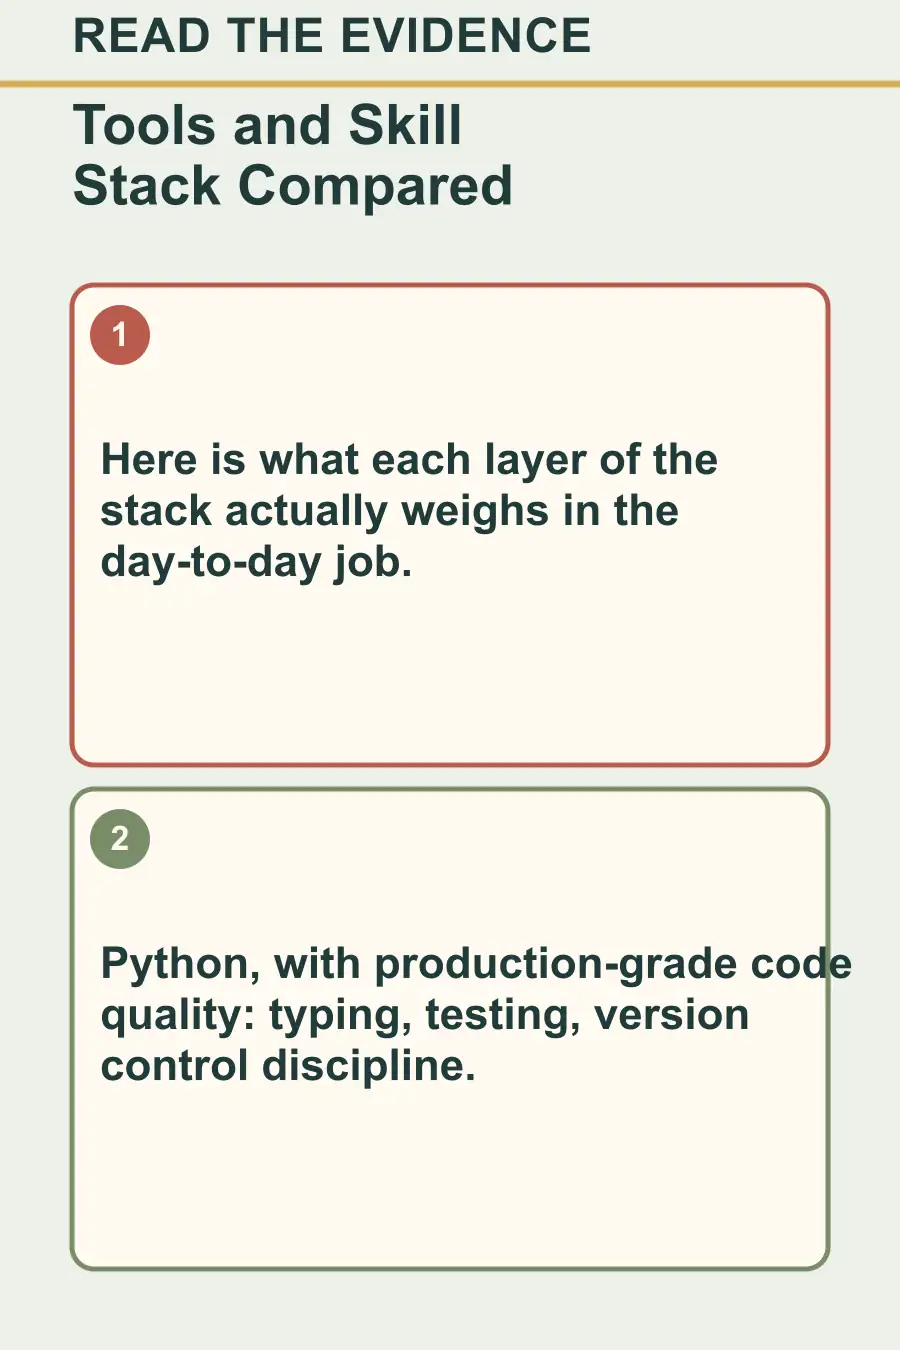 READ THE EVIDENCE
Tools and Skill
Stack Compared
1
Here is what each layer of the
stack actually weighs in the
day-to-day job.
2
Python, with production-grade code
quality: typing, testing, version
control discipline.